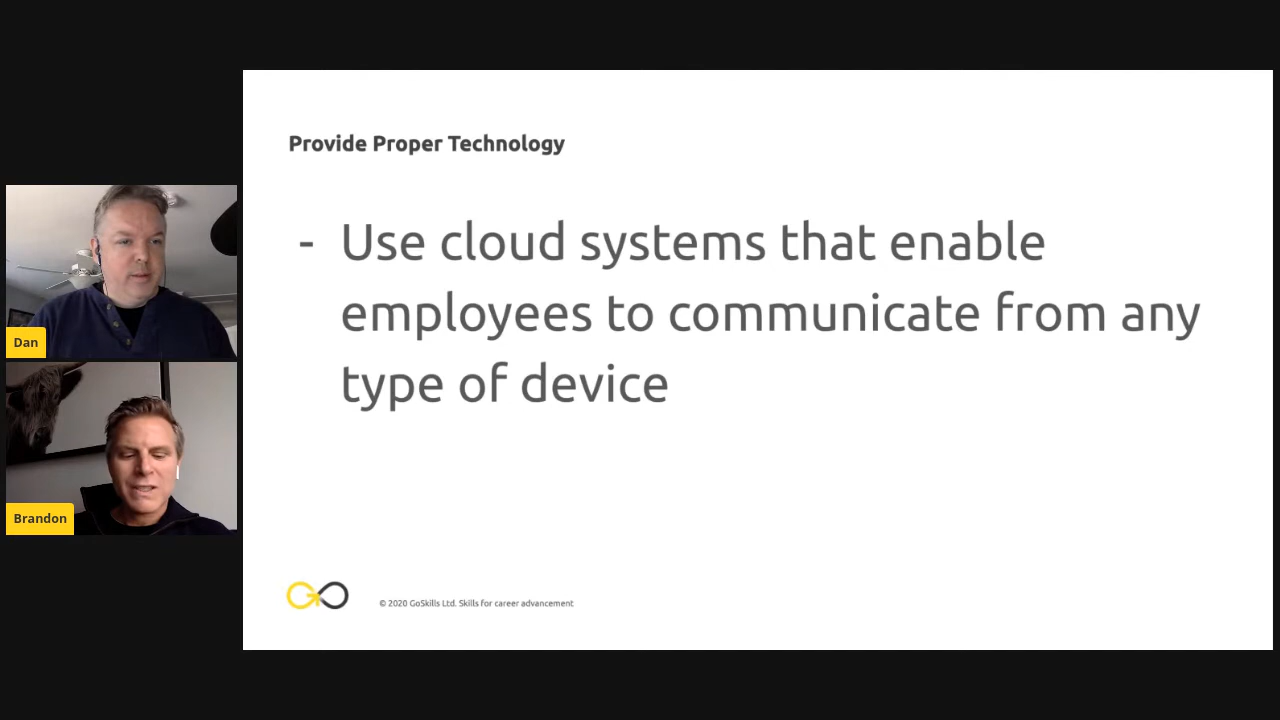 Provide Proper Technology
- Use cloud systems that enable
employees to communicate from any
type of device
Dan
Brandon
© 2020 GoSkills Ltd. Skills for career advancement